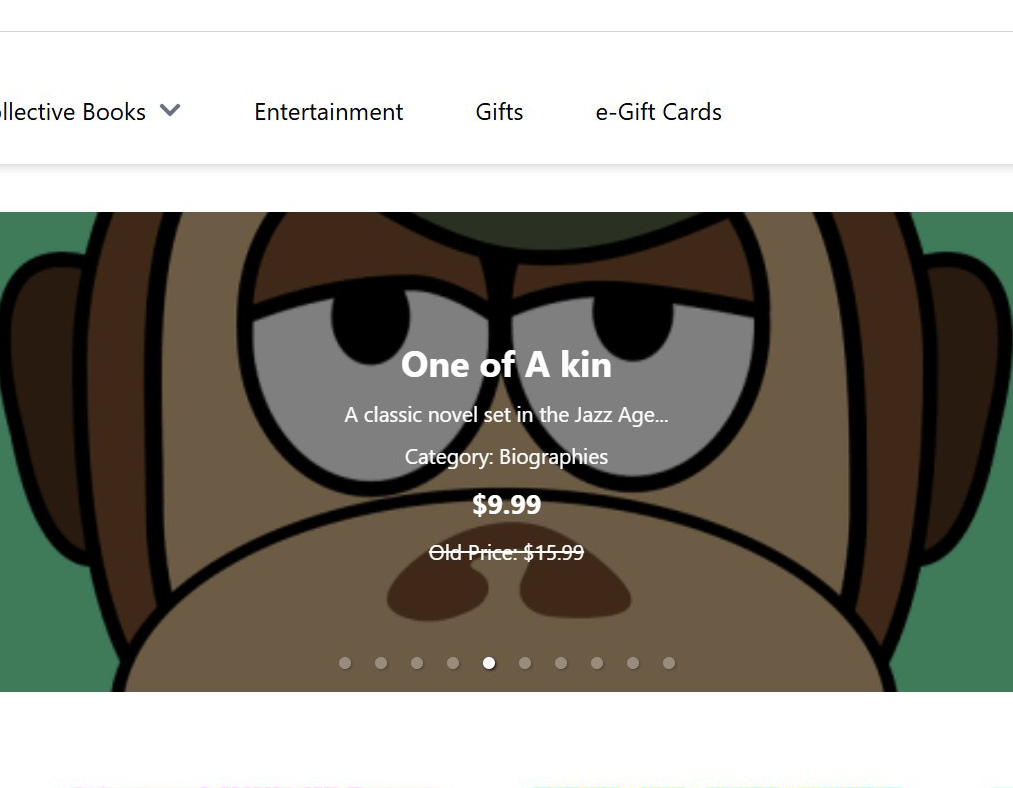 llective Books
Entertainment
Gifts
e-Gift Cards
One of A kin
A classic novel set in the Jazz Age...
Category: Biographies
$9.99
Old Price: $15.99